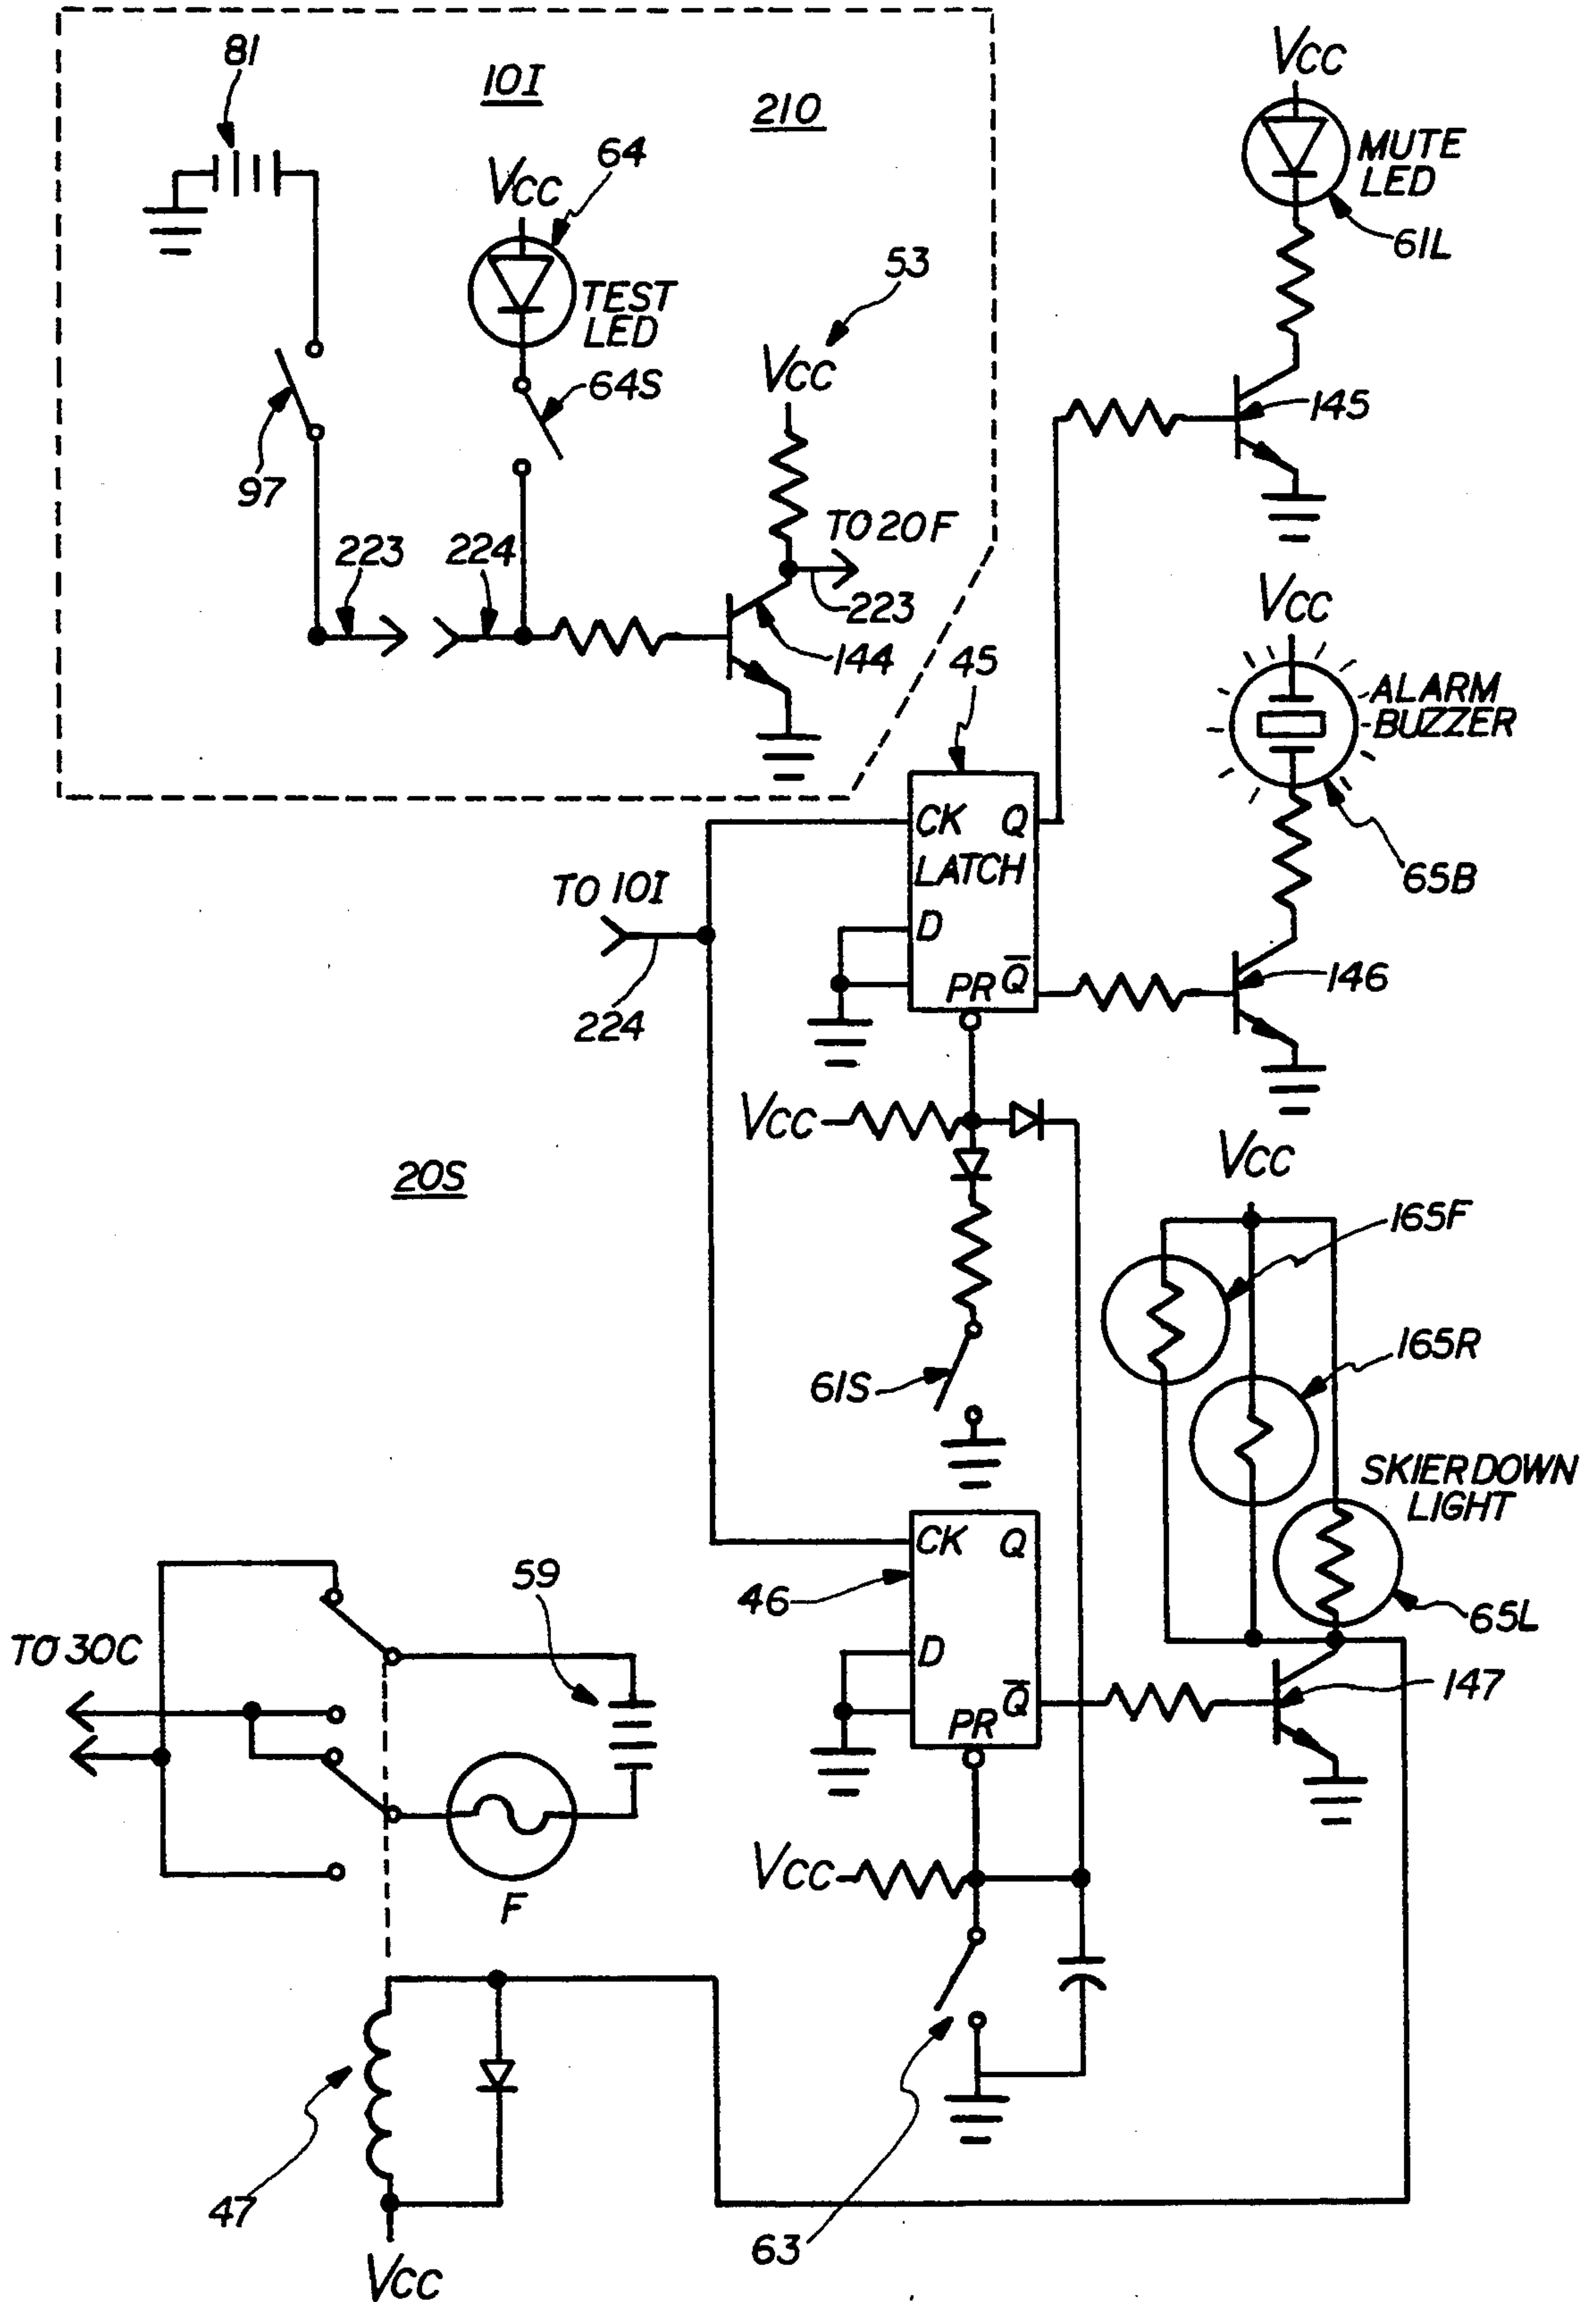 81
10I
210
VCC
64
TEST
LED
64S
53
VCC
97
223
224
TO 20F
223
144
VCC
MUTE
LED
61L
145
VCC
ALARM
BUZZER
65B
45
CK Q
LATCH
D
PR Q̅
146
TO 10I
224
VCC
20S
61S
VCC
165F
165R
SKIER DOWN
LIGHT
65L
147
CK Q
46
D
PR Q̅
59
TO 30C
F
VCC
47
63
VCC